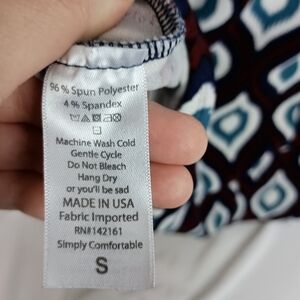 96 % Spun Polyester
4 % Spandex
Machine Wash Cold
Gentle Cycle
Do Not Bleach
Hang Dry
or you'll be sad
MADE IN USA
Fabric Imported
RN#142161
Simply Comfortable
S